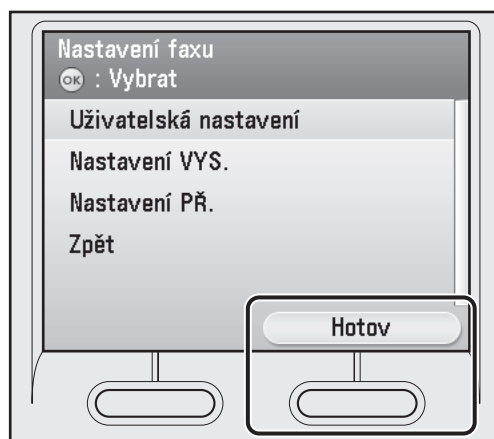 Nastavení faxu
OK : Vybrat
Uživatelská nastavení
Nastavení VYS.
Nastavení PŘ.
Zpět
Hotov